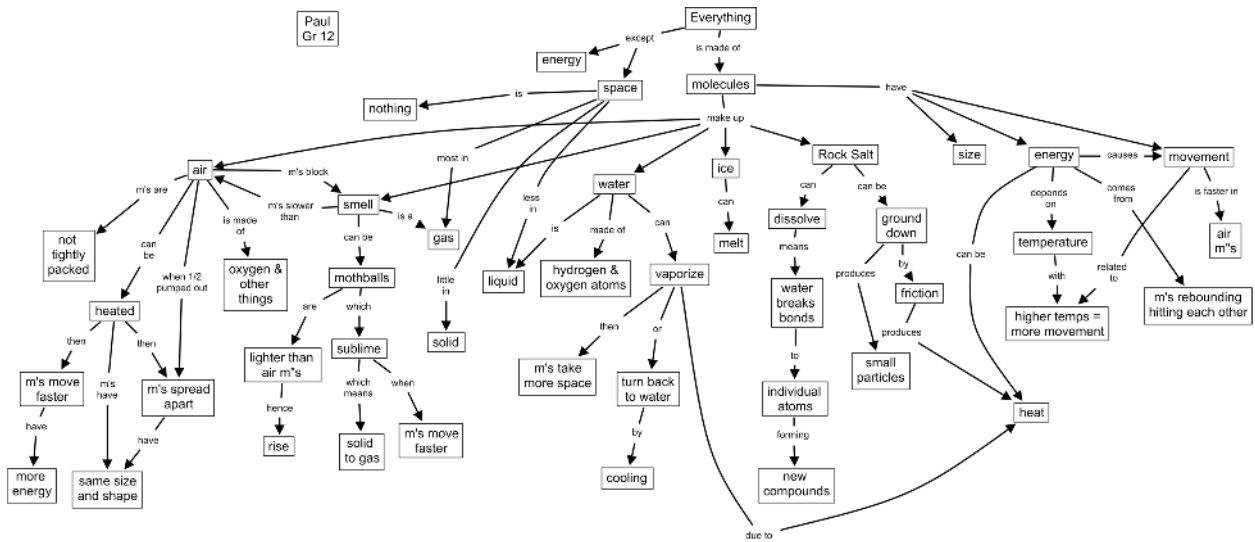 Paul
Gr 12
Everything
except
is made of
energy
space
molecules
is
have
nothing
make up
most in
less
in
little
in
air
m's block
smell
m's slower
than
is a
gas
water
ice
Rock Salt
size
energy
causes
movement
m's are
not
tightly
packed
can
be
when 1/2
pumped out
is made
of
oxygen &
other
things
can be
mothballs
is
made of
can
liquid
hydrogen &
oxygen atoms
vaporize
can
melt
can
dissolve
can be
ground
down
can be
depends
on
temperature
comes
from
is faster in
air
m"s
related
to
heated
are
which
solid
means
water
breaks
bonds
produces
by
friction
produces
with
higher temps =
more movement
m's rebounding
hitting each other
then
m's
have
then
lighter than
air m"s
sublime
then
or
to
small
particles
m's move
faster
m's spread
apart
hence
which
means
when
m's take
more space
turn back
to water
individual
atoms
heat
have
have
rise
solid
to gas
m's move
faster
by
forming
more
energy
same size
and shape
cooling
new
compounds
due to